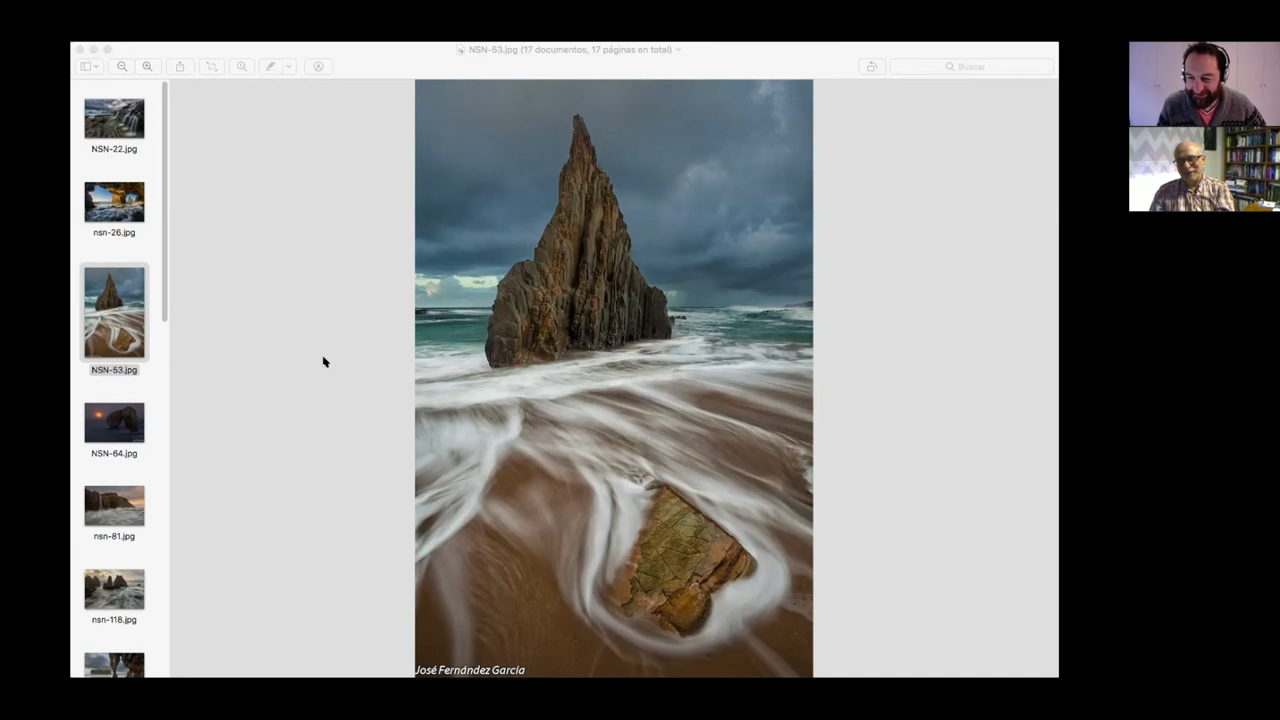 NSN-53.jpg (17 documentos, 17 páginas en total)
Buscar
NSN-22.jpg
nsn-26.jpg
NSN-53.jpg
NSN-64.jpg
nsn-81.jpg
nsn-118.jpg
José Fernández García